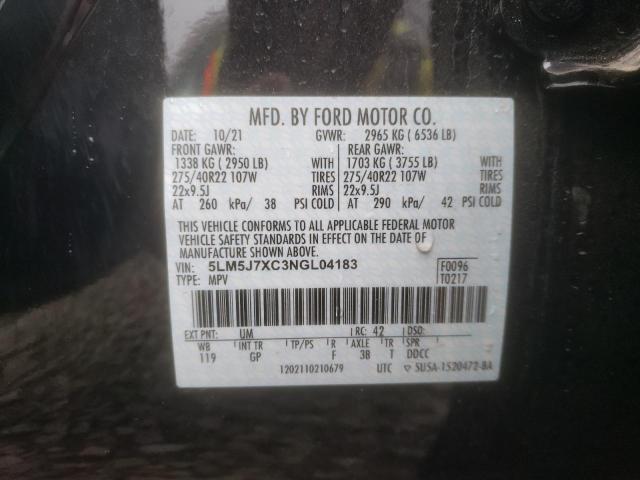 MFD. BY FORD MOTOR CO.
DATE: 10/21 GVWR: 2965 KG ( 6536 LB)
FRONT GAWR: REAR GAWR:
1338 KG ( 2950 LB) WITH 1703 KG ( 3755 LB) WITH
275/40R22 107W TIRES 275/40R22 107W TIRES
22x9.5J RIMS 22x9.5J RIMS
AT 260 kPa/ 38 PSI COLD AT 290 kPa/ 42 PSI COLD
THIS VEHICLE CONFORMS TO ALL APPLICABLE FEDERAL MOTOR
VEHICLE SAFETY STANDARDS IN EFFECT ON THE DATE OF
MANUFACTURE SHOWN ABOVE.
VIN: 5LM5J7XC3NGL04183 F0096
TYPE: MPV T0217
EXT PNT: UM RC: 42 DSO:
WB INT TR TP/PS R AXLE TR SPR
119 GP F 38 T DDCC
1202110210679 UTC 5U5A-1520472-BA